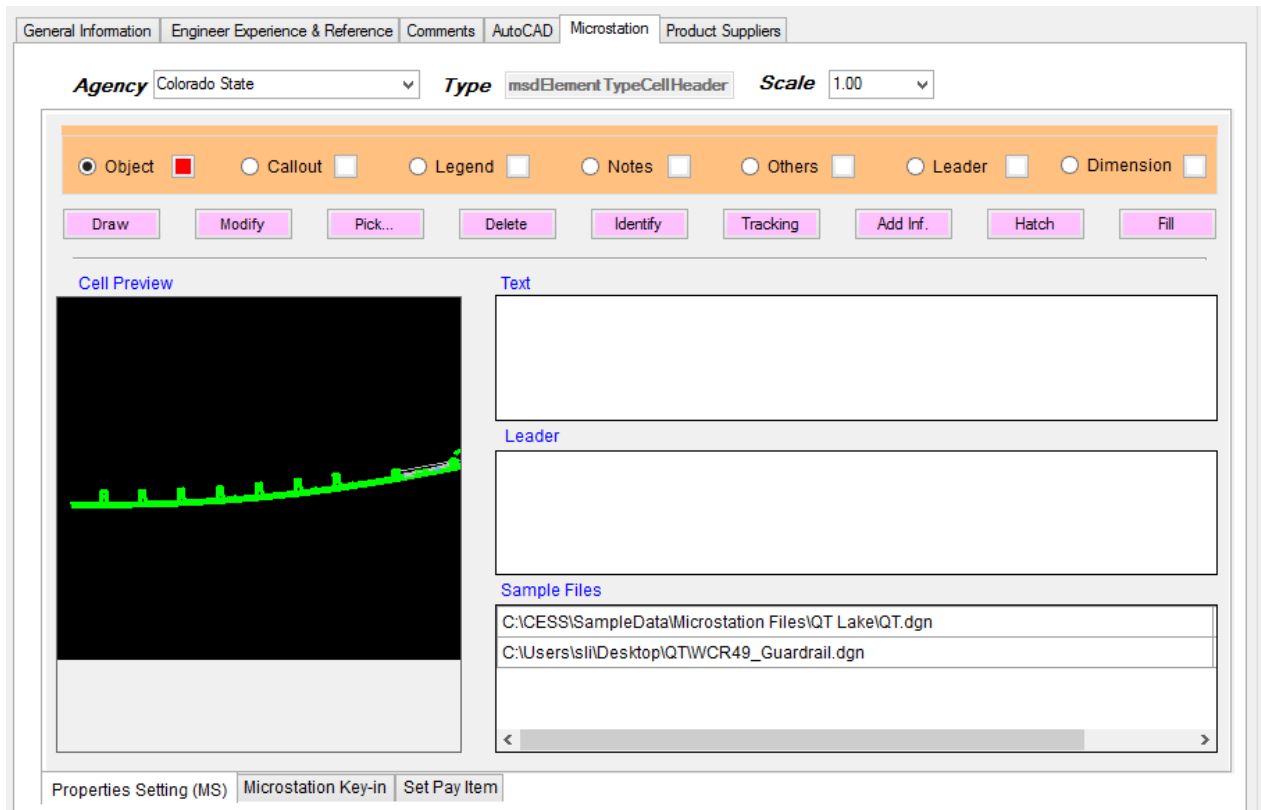 General Information Engineer Experience & Reference Comments AutoCAD Microstation Product Suppliers
Agency Colorado State Type msdElementTypeCellHeader Scale 1.00
Object Callout Legend Notes Others Leader Dimension
Draw Modify Pick... Delete Identify Tracking Add Inf. Hatch Fill
Cell Preview Text
Leader
Sample Files
C:\CESS\SampleData\Microstation Files\QT Lake\QT.dgn
C:\Users\sli\Desktop\QT\WCR49_Guardrail.dgn
Properties Setting (MS) Microstation Key-in Set Pay Item